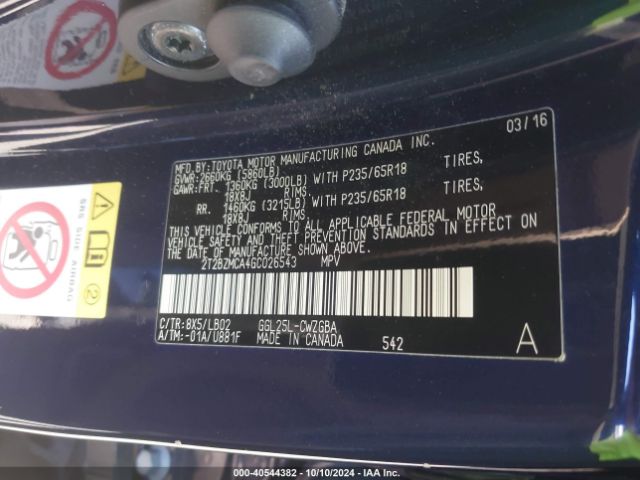 03/16
MFD.BY:TOYOTA MOTOR MANUFACTURING CANADA INC.
GVWR:2660KG (5860LB)
GAWR:FRT. 1360KG (3000LB) WITH P235/65R18 TIRES,
18X8J RIMS
RR. 1460KG (3215LB) WITH P235/65R18 TIRES,
18X8J RIMS
THIS VEHICLE CONFORMS TO ALL APPLICABLE FEDERAL MOTOR
VEHICLE SAFETY AND THEFT PREVENTION STANDARDS IN EFFECT ON
THE DATE OF MANUFACTURE SHOWN ABOVE.
2T2BZMCA4GC026543 MPV
C/TR:8X5/LB02 GGL25L-CWZGBA
A/TM:-01A/U881F MADE IN CANADA 542 A
SIDE AIRBAG
2
000-40544382 - 10/10/2024 - IAA Inc.